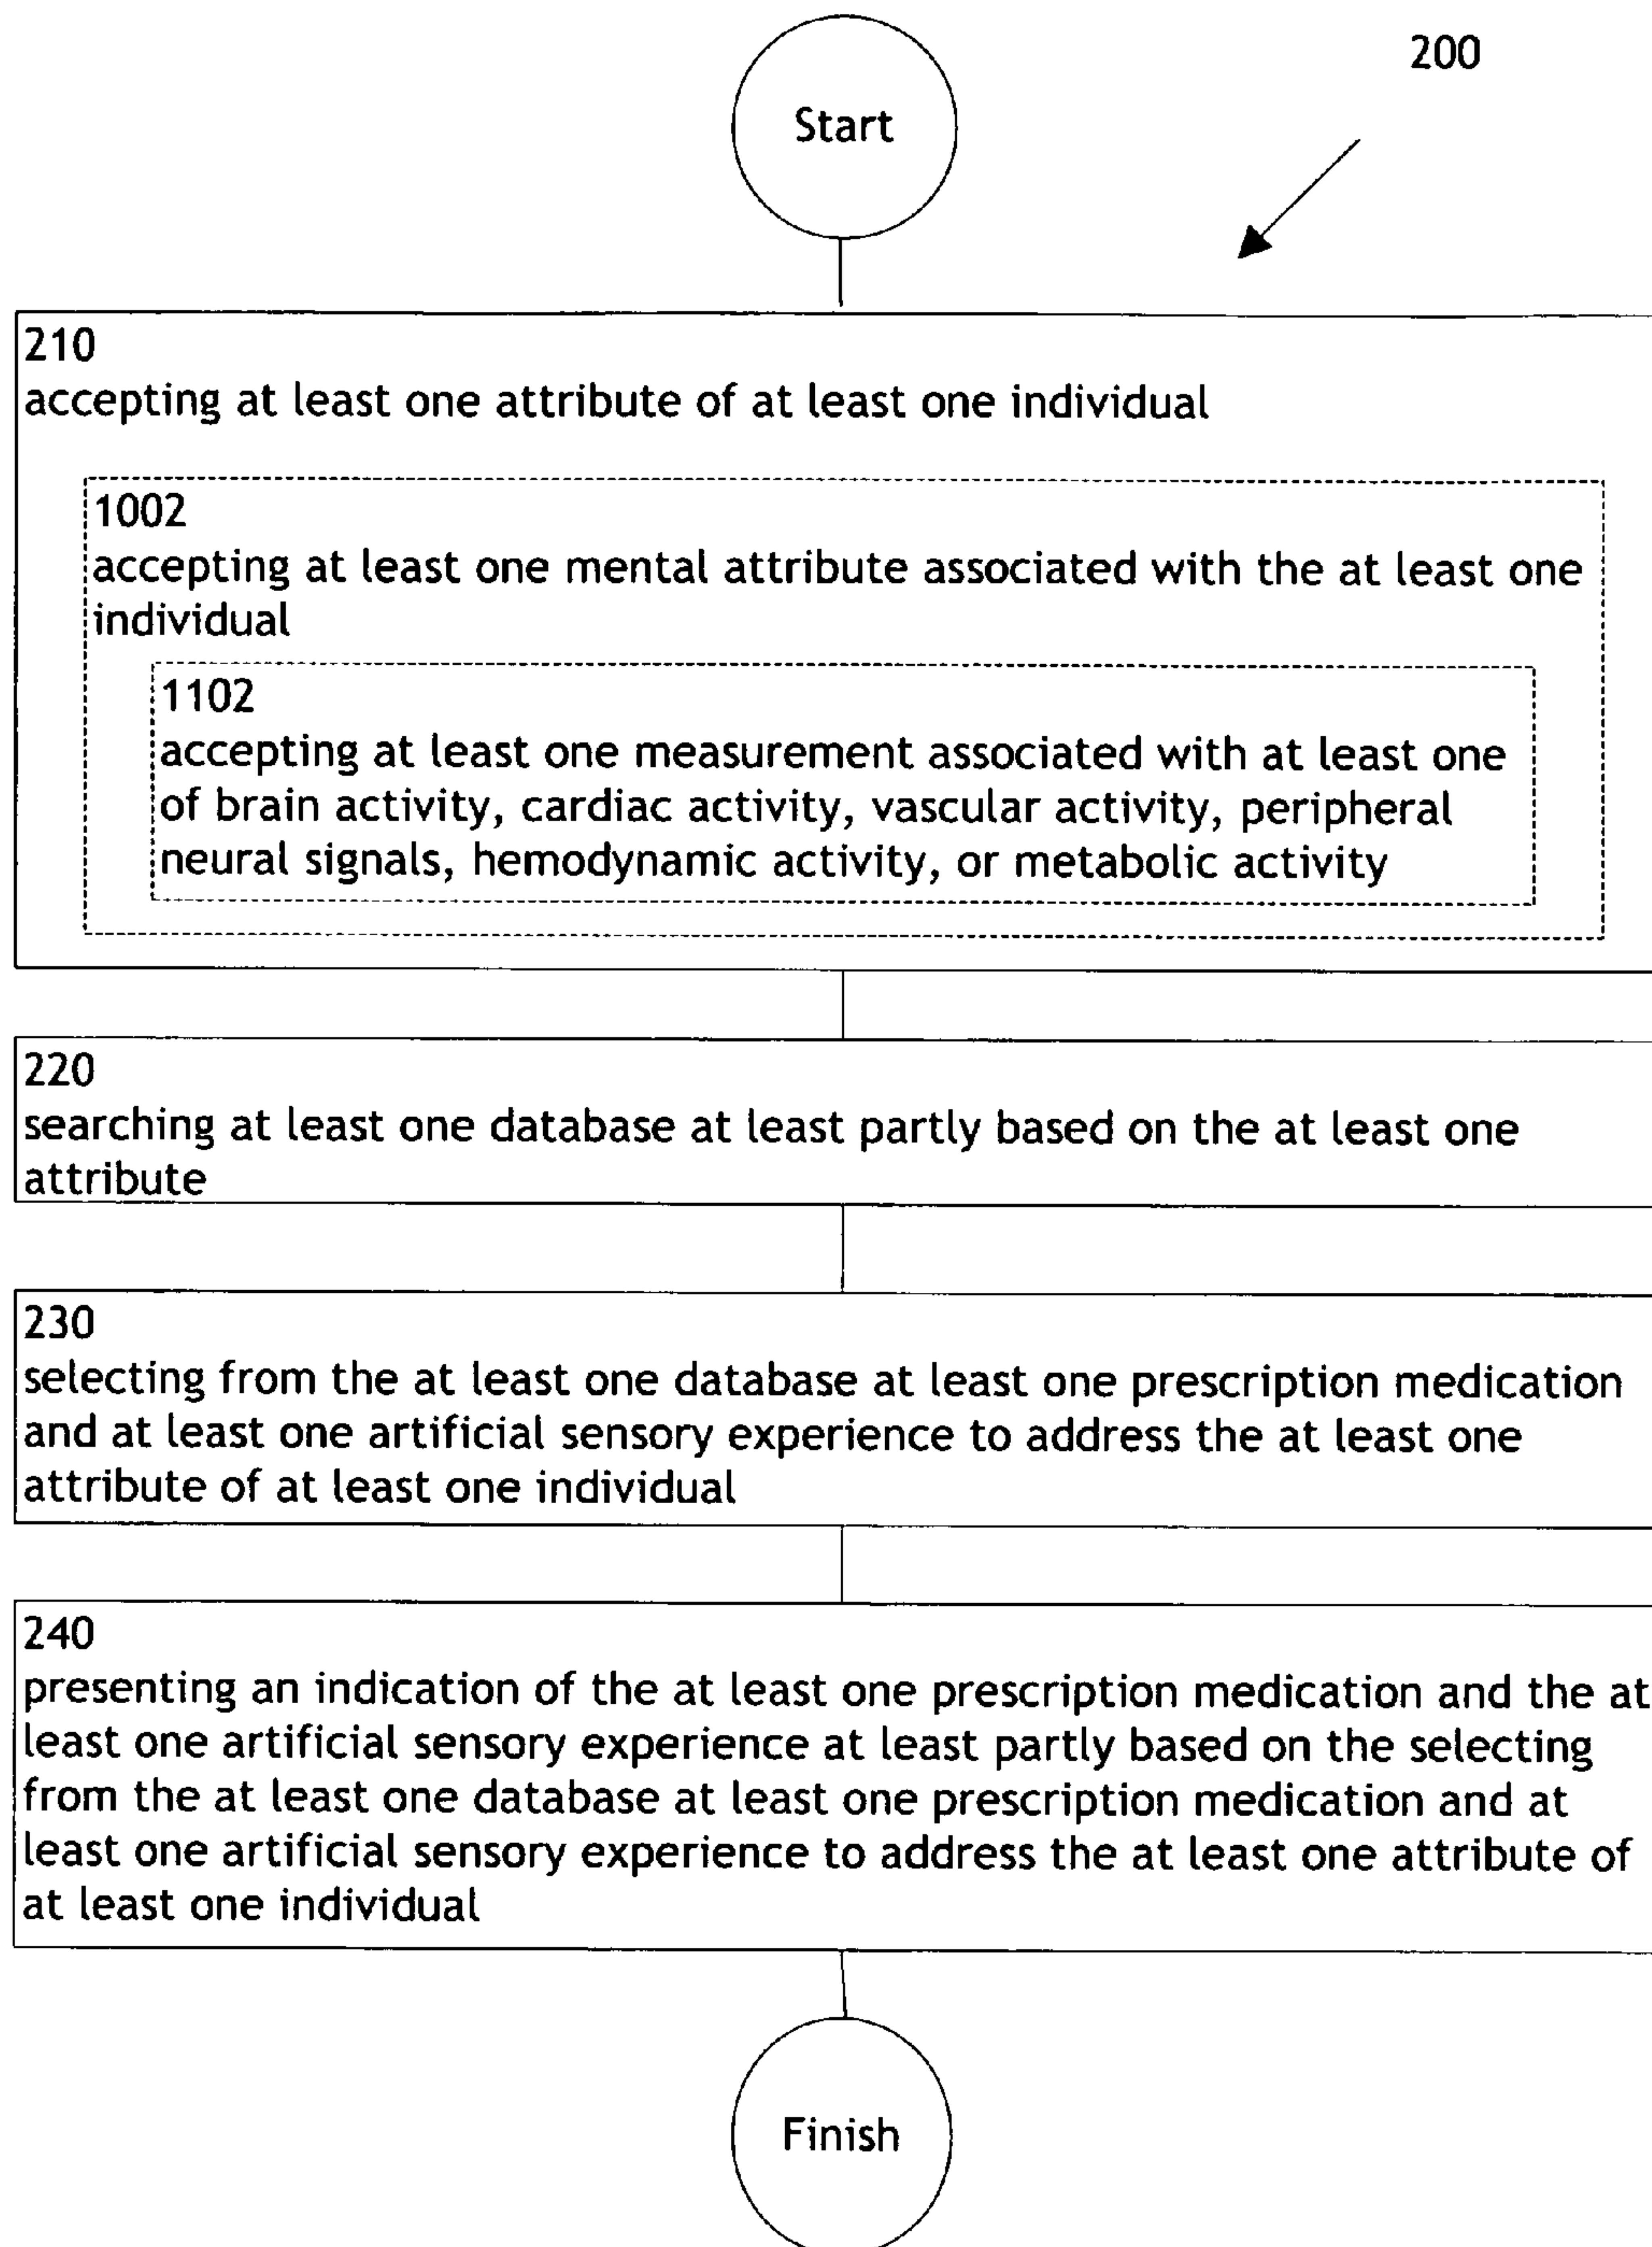 200
Start
210
accepting at least one attribute of at least one individual
1002
accepting at least one mental attribute associated with the at least one
individual
1102
accepting at least one measurement associated with at least one
of brain activity, cardiac activity, vascular activity, peripheral
neural signals, hemodynamic activity, or metabolic activity
220
searching at least one database at least partly based on the at least one
attribute
230
selecting from the at least one database at least one prescription medication
and at least one artificial sensory experience to address the at least one
attribute of at least one individual
240
presenting an indication of the at least one prescription medication and the at
least one artificial sensory experience at least partly based on the selecting
from the at least one database at least one prescription medication and at
least one artificial sensory experience to address the at least one attribute of
at least one individual
Finish